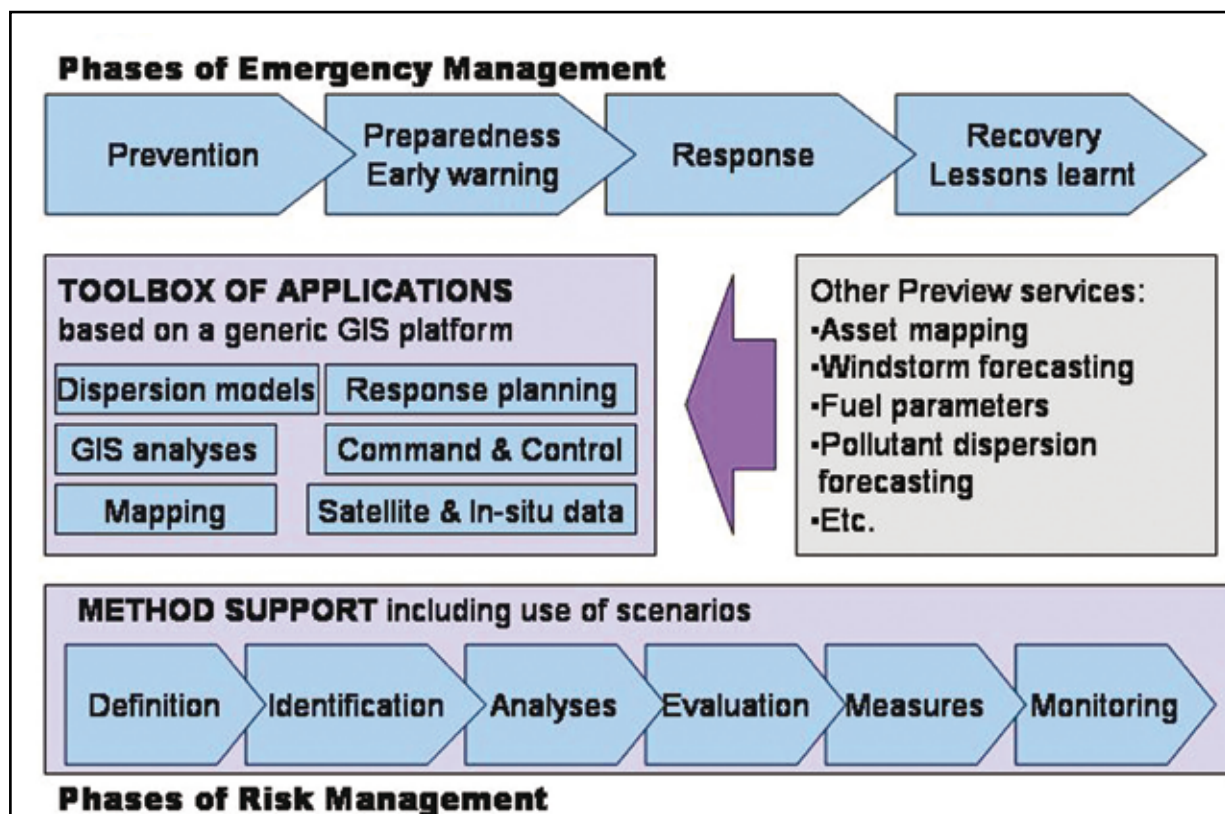 Phases of Emergency Management
Prevention
Preparedness
Early warning
Response
Recovery
Lessons learnt
TOOLBOX OF APPLICATIONS
based on a generic GIS platform
Dispersion models
Response planning
GIS analyses
Command & Control
Mapping
Satellite & In-situ data
Other Preview services:
▪Asset mapping
▪Windstorm forecasting
▪Fuel parameters
▪Pollutant dispersion
forecasting
▪Etc.
METHOD SUPPORT including use of scenarios
Definition
Identification
Analyses
Evaluation
Measures
Monitoring
Phases of Risk Management